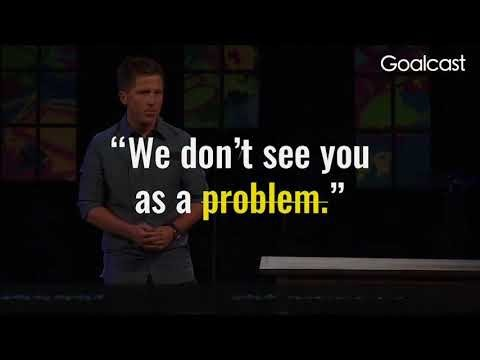 Goalcast
“We don’t see you
as a problem.”